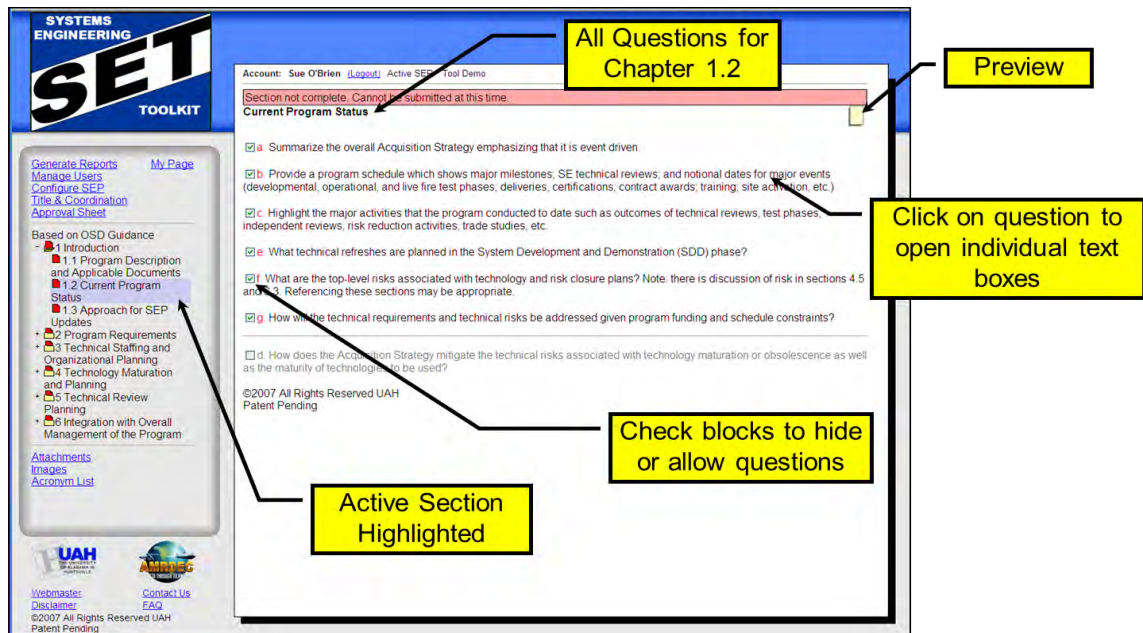 SYSTEMS
ENGINEERING
SET
TOOLKIT
All Questions for
Chapter 1.2
Preview
Account: Sue O'Brien (Logout) Active SEP: Tool Demo
Section not complete. Cannot be submitted at this time.
Current Program Status
a. Summarize the overall Acquisition Strategy emphasizing that it is event driven.
b. Provide a program schedule which shows major milestones; SE technical reviews; and notional dates for major events
(developmental, operational, and live fire test phases; deliveries, certifications, contract awards; training; site activation, etc.)
c. Highlight the major activities that the program conducted to date such as outcomes of technical reviews, test phases,
independent reviews, risk reduction activities, trade studies, etc.
e. What technical refreshes are planned in the System Development and Demonstration (SDD) phase?
f. What are the top-level risks associated with technology and risk closure plans? Note: there is discussion of risk in sections 4.5
and 3. Referencing these sections may be appropriate.
g. How will the technical requirements and technical risks be addressed given program funding and schedule constraints?
d. How does the Acquisition Strategy mitigate the technical risks associated with technology maturation or obsolescence as well
as the maturity of technologies to be used?
©2007 All Rights Reserved UAH
Patent Pending
Click on question to
open individual text
boxes
Check blocks to hide
or allow questions
Active Section
Highlighted
Generate Reports My Page
Manage Users
Configure SEP
Title & Coordination
Approval Sheet
Based on OSD Guidance
- 1 Introduction
1.1 Program Description
and Applicable Documents
1.2 Current Program
Status
1.3 Approach for SEP
Updates
+ 2 Program Requirements
+ 3 Technical Staffing and
Organizational Planning
+ 4 Technology Maturation
and Planning
+ 5 Technical Review
Planning
+ 6 Integration with Overall
Management of the Program
Attachments
Images
Acronym List
UAH
THE UNIVERSITY
OF ALABAMA IN
HUNTSVILLE
AMRDEC
Webmaster Contact Us
Disclaimer FAQ
©2007 All Rights Reserved UAH
Patent Pending